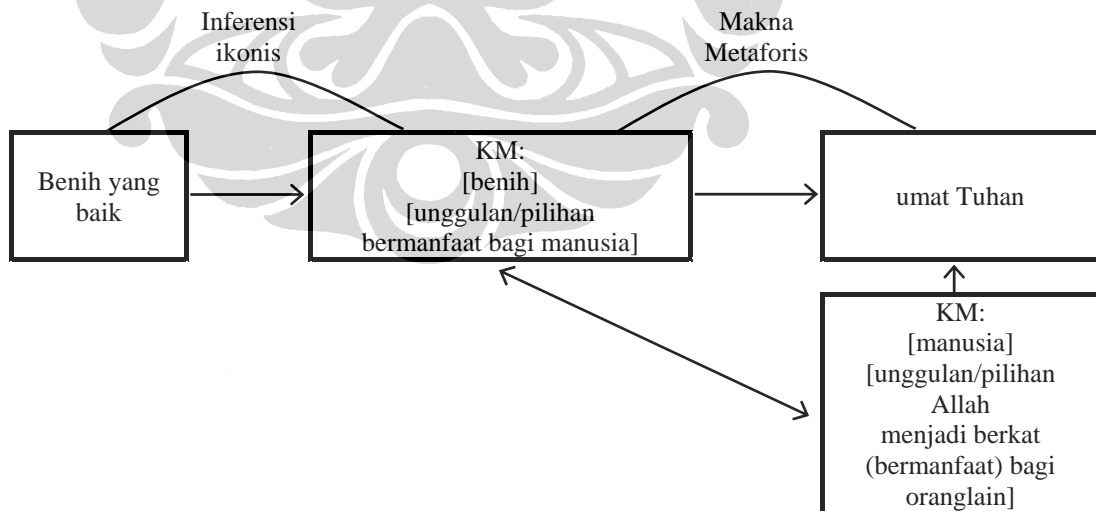 Inferensi
ikonis
Makna
Metaforis
Benih yang
baik
KM:
[benih]
[unggulan/pilihan
bermanfaat bagi manusia]
umat Tuhan
KM:
[manusia]
[unggulan/pilihan
Allah
menjadi berkat
(bermanfaat) bagi
oranglain]